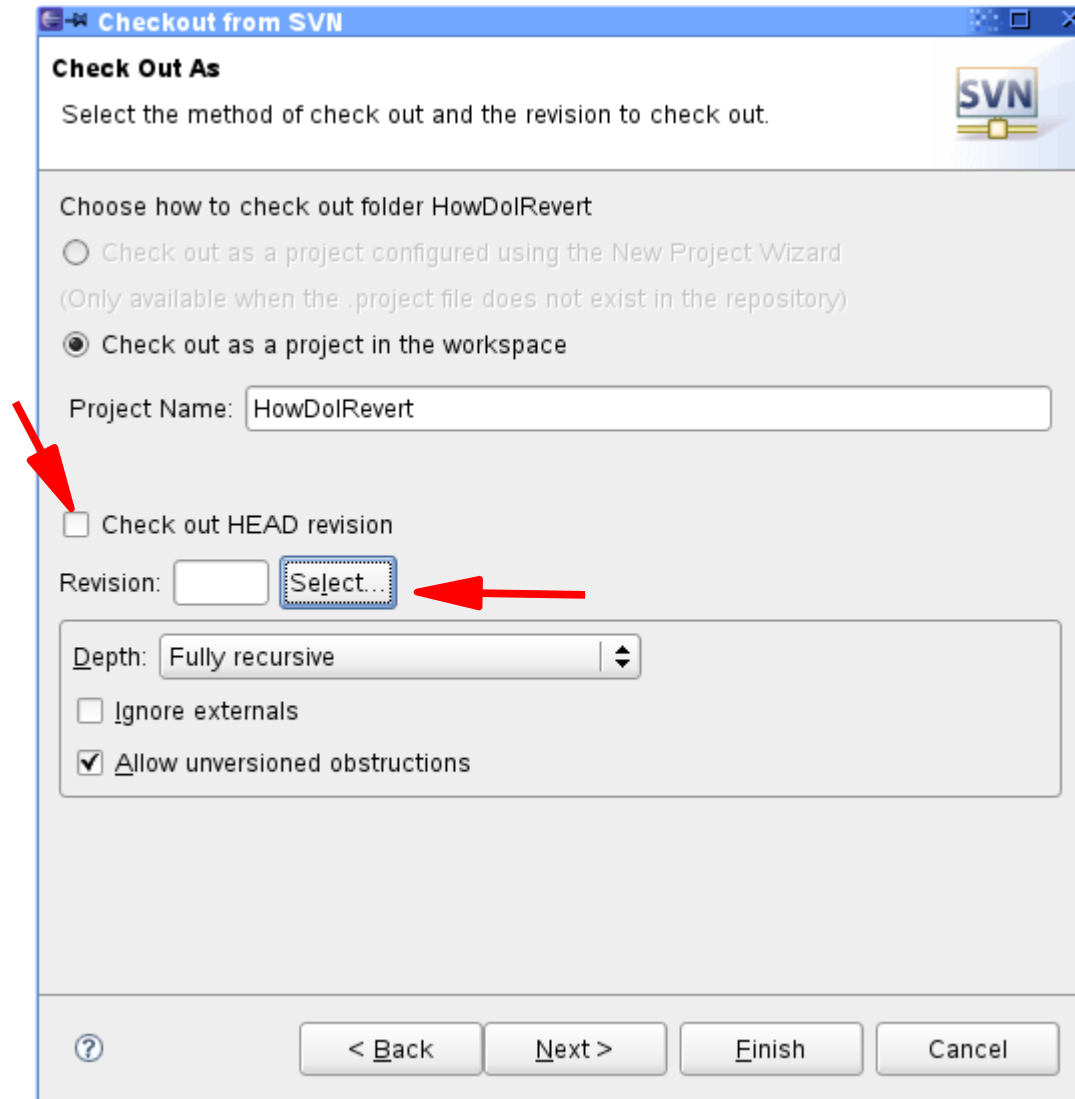 Checkout from SVN
Check Out As
Select the method of check out and the revision to check out.
SVN
Choose how to check out folder HowDoIRevert
Check out as a project configured using the New Project Wizard
(Only available when the .project file does not exist in the repository)
Check out as a project in the workspace
Project Name: HowDoIRevert
Check out HEAD revision
Revision: Select...
Depth: Fully recursive
Ignore externals
Allow unversioned obstructions
? < Back Next > Finish Cancel